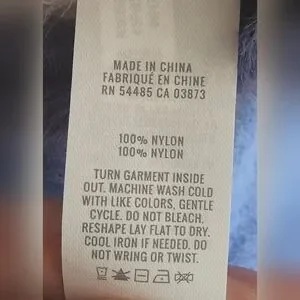 MADE IN CHINA
FABRIQUÉ EN CHINE
RN 54485 CA 03873
100% NYLON
100% NYLON
TURN GARMENT INSIDE
OUT. MACHINE WASH COLD
WITH LIKE COLORS, GENTLE
CYCLE. DO NOT BLEACH.
RESHAPE LAY FLAT TO DRY.
COOL IRON IF NEEDED. DO
NOT WRING OR TWIST.